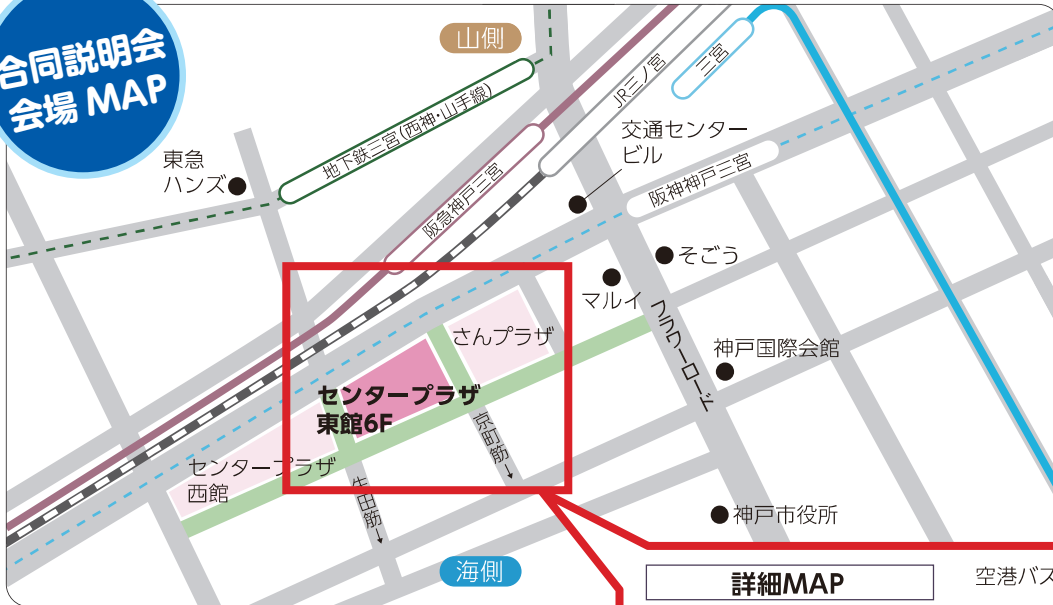 合同説明会
会場 MAP
山側
地下鉄三宮(西神・山手線)
阪急神戸三宮
JR三ノ宮
三宮
交通センター
ビル
阪神神戸三宮
東急
ハンズ
そごう
マルイ
フラワーロード
神戸国際会館
さんプラザ
センタープラザ
東館6F
センタープラザ
西館
京町筋→
生田筋→
神戸市役所
海側
詳細MAP
空港バス